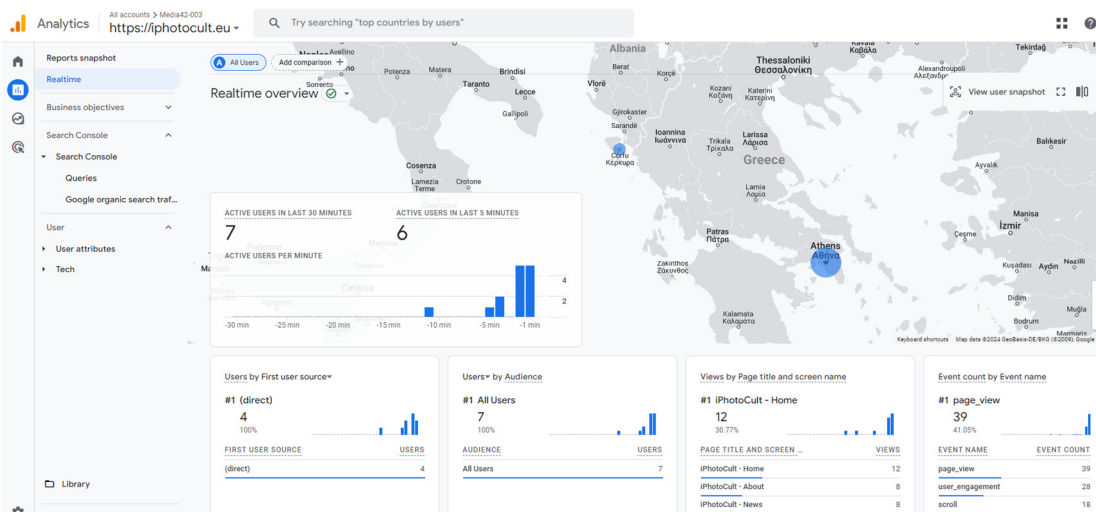 All accounts > Media42-003
Analytics
https://iphotocult.eu
Try searching "top countries by users"
Reports snapshot
Realtime
Business objectives
Search Console
Search Console
Queries
Google organic search traf...
User
User attributes
Tech
Library
A All Users
Add comparison +
Realtime overview
View user snapshot
Avellino
Potenza
Matera
Brindisi
Sorrento
Taranto
Lecce
Gallipoli
Cosenza
Lamezia
Terme
Crotone
Palermo
Catania
Albania
Berat
Korçë
Vlorë
Gjirokaster
Sarandë
Corfu
Κέρκυρα
Ioannina
Ιωάννινα
Thessaloniki
Θεσσαλονίκη
Kozani
Κοζάνη
Katerini
Κατερίνη
Trikala
Τρίκαλα
Larissa
Λάρισα
Greece
Lamia
Λαμία
Patras
Πάτρα
Athens
Αθήνα
Zakinthos
Ζάκυνθος
Kalamata
Καλαμάτα
Kavala
Καβάλα
Alexandroupoli
Tekirdağ
Balıkesir
Ayvalık
Manisa
İzmir
Çeşme
Kuşadası
Aydın
Nazilli
Didim
Bodrum
Muğla
Marmaris
Keyboard shortcuts
Map data ©2024 GeoBasis-DE/BKG (©2009), Google
ACTIVE USERS IN LAST 30 MINUTES
7
ACTIVE USERS IN LAST 5 MINUTES
6
ACTIVE USERS PER MINUTE
4
2
-30 min -25 min -20 min -15 min -10 min -5 min -1 min
Users by First user source
#1 (direct)
4
100%
FIRST USER SOURCE USERS
(direct) 4
Users by Audience
#1 All Users
7
100%
AUDIENCE USERS
All Users 7
Views by Page title and screen name
#1 iPhotoCult - Home
12
30.77%
PAGE TITLE AND SCREEN ... VIEWS
iPhotoCult - Home 12
iPhotoCult - About 8
iPhotoCult - News 8
Event count by Event name
#1 page_view
39
41.05%
EVENT NAME EVENT COUNT
page_view 39
user_engagement 28
scroll 18